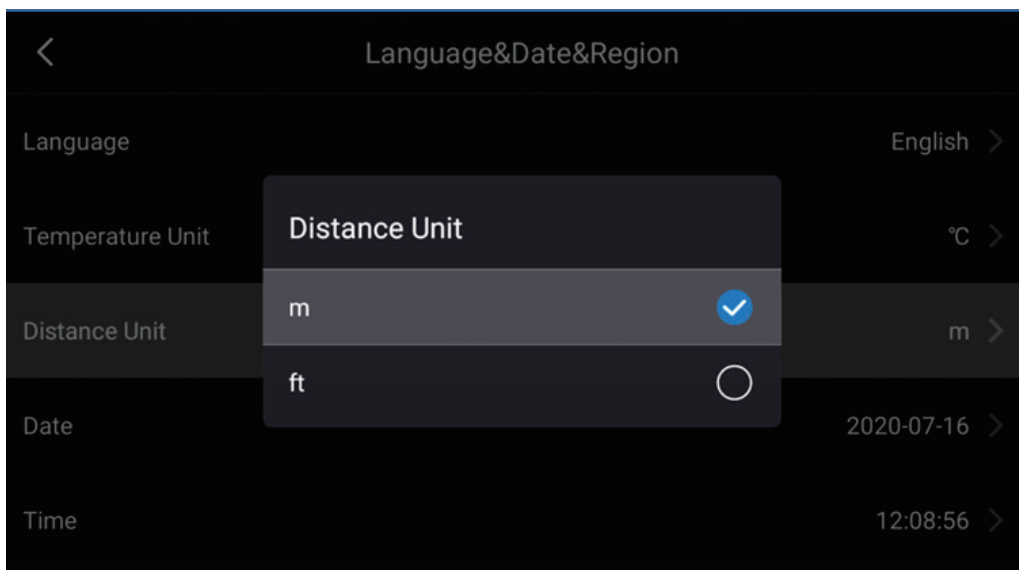 Language&Date&Region
Language English
Temperature Unit ℃
Distance Unit
m
Distance Unit m
ft
Date 2020-07-16
Time 12:08:56